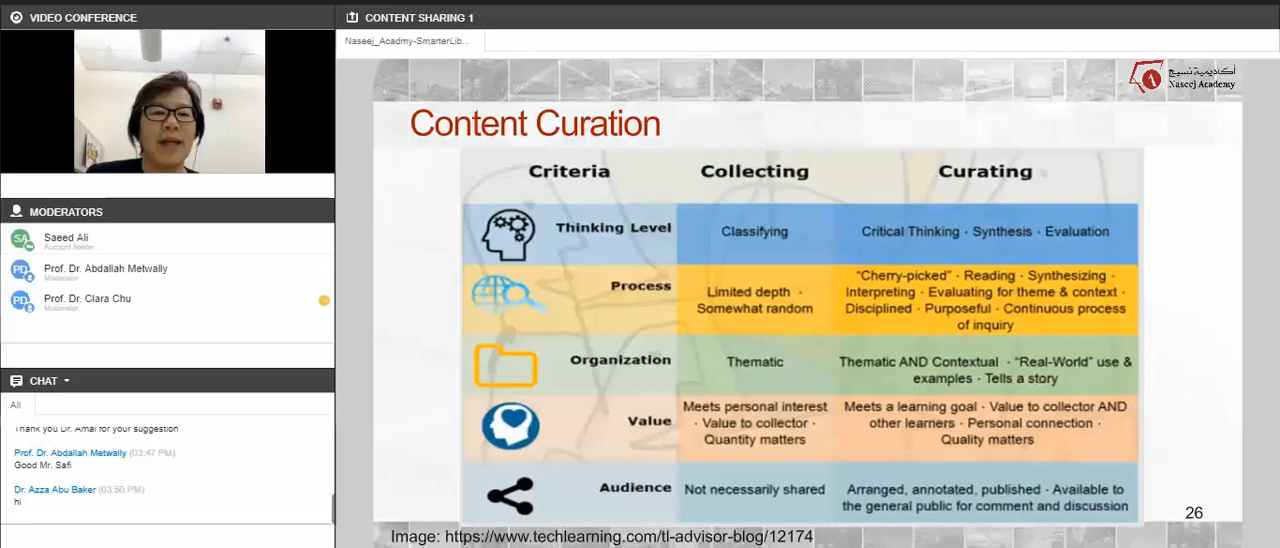 VIDEO CONFERENCE
MODERATORS
SA
Saeed Ali
Account holder
PD
Prof. Dr. Abdallah Metwally
Moderator
PD
Prof. Dr. Clara Chu
Moderator
CHAT
All
Thank you Dr. Amal for your suggestion
Prof. Dr. Abdallah Metwally (03:47 PM)
Good Mr. Safi
Dr. Azza Abu Baker (03:50 PM)
hi
CONTENT SHARING 1
Naseej_Acadmy-SmarterLib...
أكاديمية نسيج
Naseej Academy
Content Curation
Criteria Collecting Curating
Thinking Level
Classifying
Critical Thinking · Synthesis · Evaluation
Process
Limited depth ·
Somewhat random
“Cherry-picked” · Reading · Synthesizing ·
Interpreting · Evaluating for theme & context ·
Disciplined · Purposeful · Continuous process
of inquiry
Organization
Thematic
Thematic AND Contextual · “Real-World” use &
examples · Tells a story
Value
Meets personal interest
· Value to collector ·
Quantity matters
Meets a learning goal · Value to collector AND
other learners · Personal connection ·
Quality matters
Audience
Not necessarily shared
Arranged, annotated, published · Available to
the general public for comment and discussion
26
Image: https://www.techlearning.com/tl-advisor-blog/12174